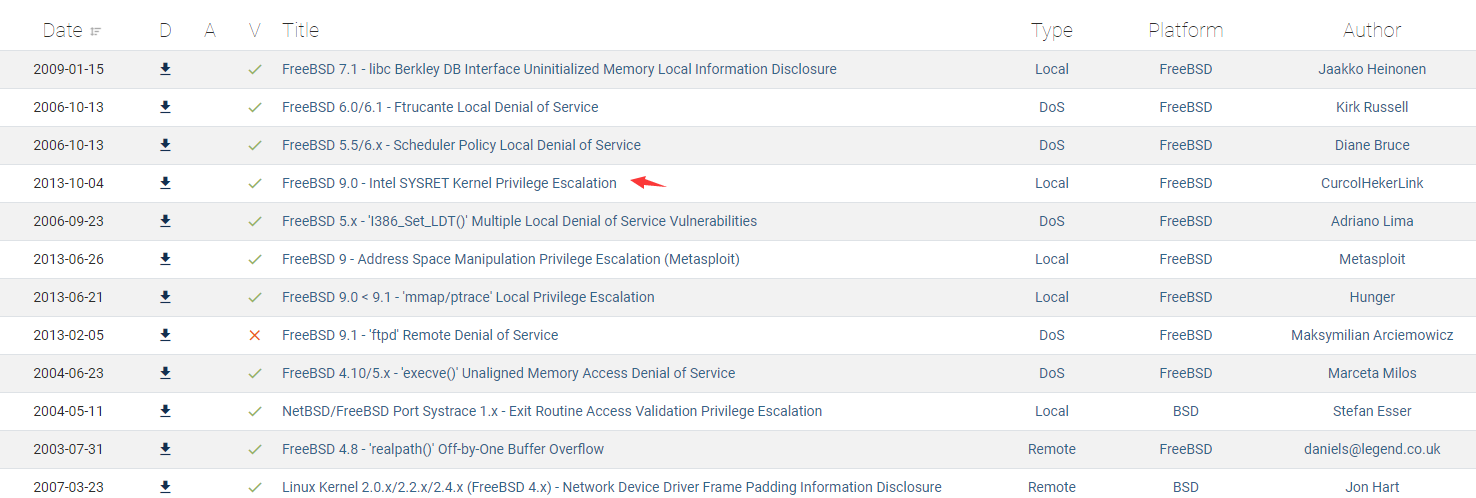 Date D A V Title Type Platform Author
2009-01-15 FreeBSD 7.1 - libc Berkley DB Interface Uninitialized Memory Local Information Disclosure Local FreeBSD Jaakko Heinonen
2006-10-13 FreeBSD 6.0/6.1 - Ftrucante Local Denial of Service DoS FreeBSD Kirk Russell
2006-10-13 FreeBSD 5.5/6.x - Scheduler Policy Local Denial of Service DoS FreeBSD Diane Bruce
2013-10-04 FreeBSD 9.0 - Intel SYSRET Kernel Privilege Escalation Local FreeBSD CurcolHekerLink
2006-09-23 FreeBSD 5.x - 'I386_Set_LDT()' Multiple Local Denial of Service Vulnerabilities DoS FreeBSD Adriano Lima
2013-06-26 FreeBSD 9 - Address Space Manipulation Privilege Escalation (Metasploit) Local FreeBSD Metasploit
2013-06-21 FreeBSD 9.0 < 9.1 - 'mmap/ptrace' Local Privilege Escalation Local FreeBSD Hunger
2013-02-05 FreeBSD 9.1 - 'ftpd' Remote Denial of Service DoS FreeBSD Maksymilian Arciemowicz
2004-06-23 FreeBSD 4.10/5.x - 'execve()' Unaligned Memory Access Denial of Service DoS FreeBSD Marceta Milos
2004-05-11 NetBSD/FreeBSD Port Systrace 1.x - Exit Routine Access Validation Privilege Escalation Local BSD Stefan Esser
2003-07-31 FreeBSD 4.8 - 'realpath()' Off-by-One Buffer Overflow Remote FreeBSD daniels@legend.co.uk
2007-03-23 Linux Kernel 2.0.x/2.2.x/2.4.x (FreeBSD 4.x) - Network Device Driver Frame Padding Information Disclosure Remote BSD Jon Hart